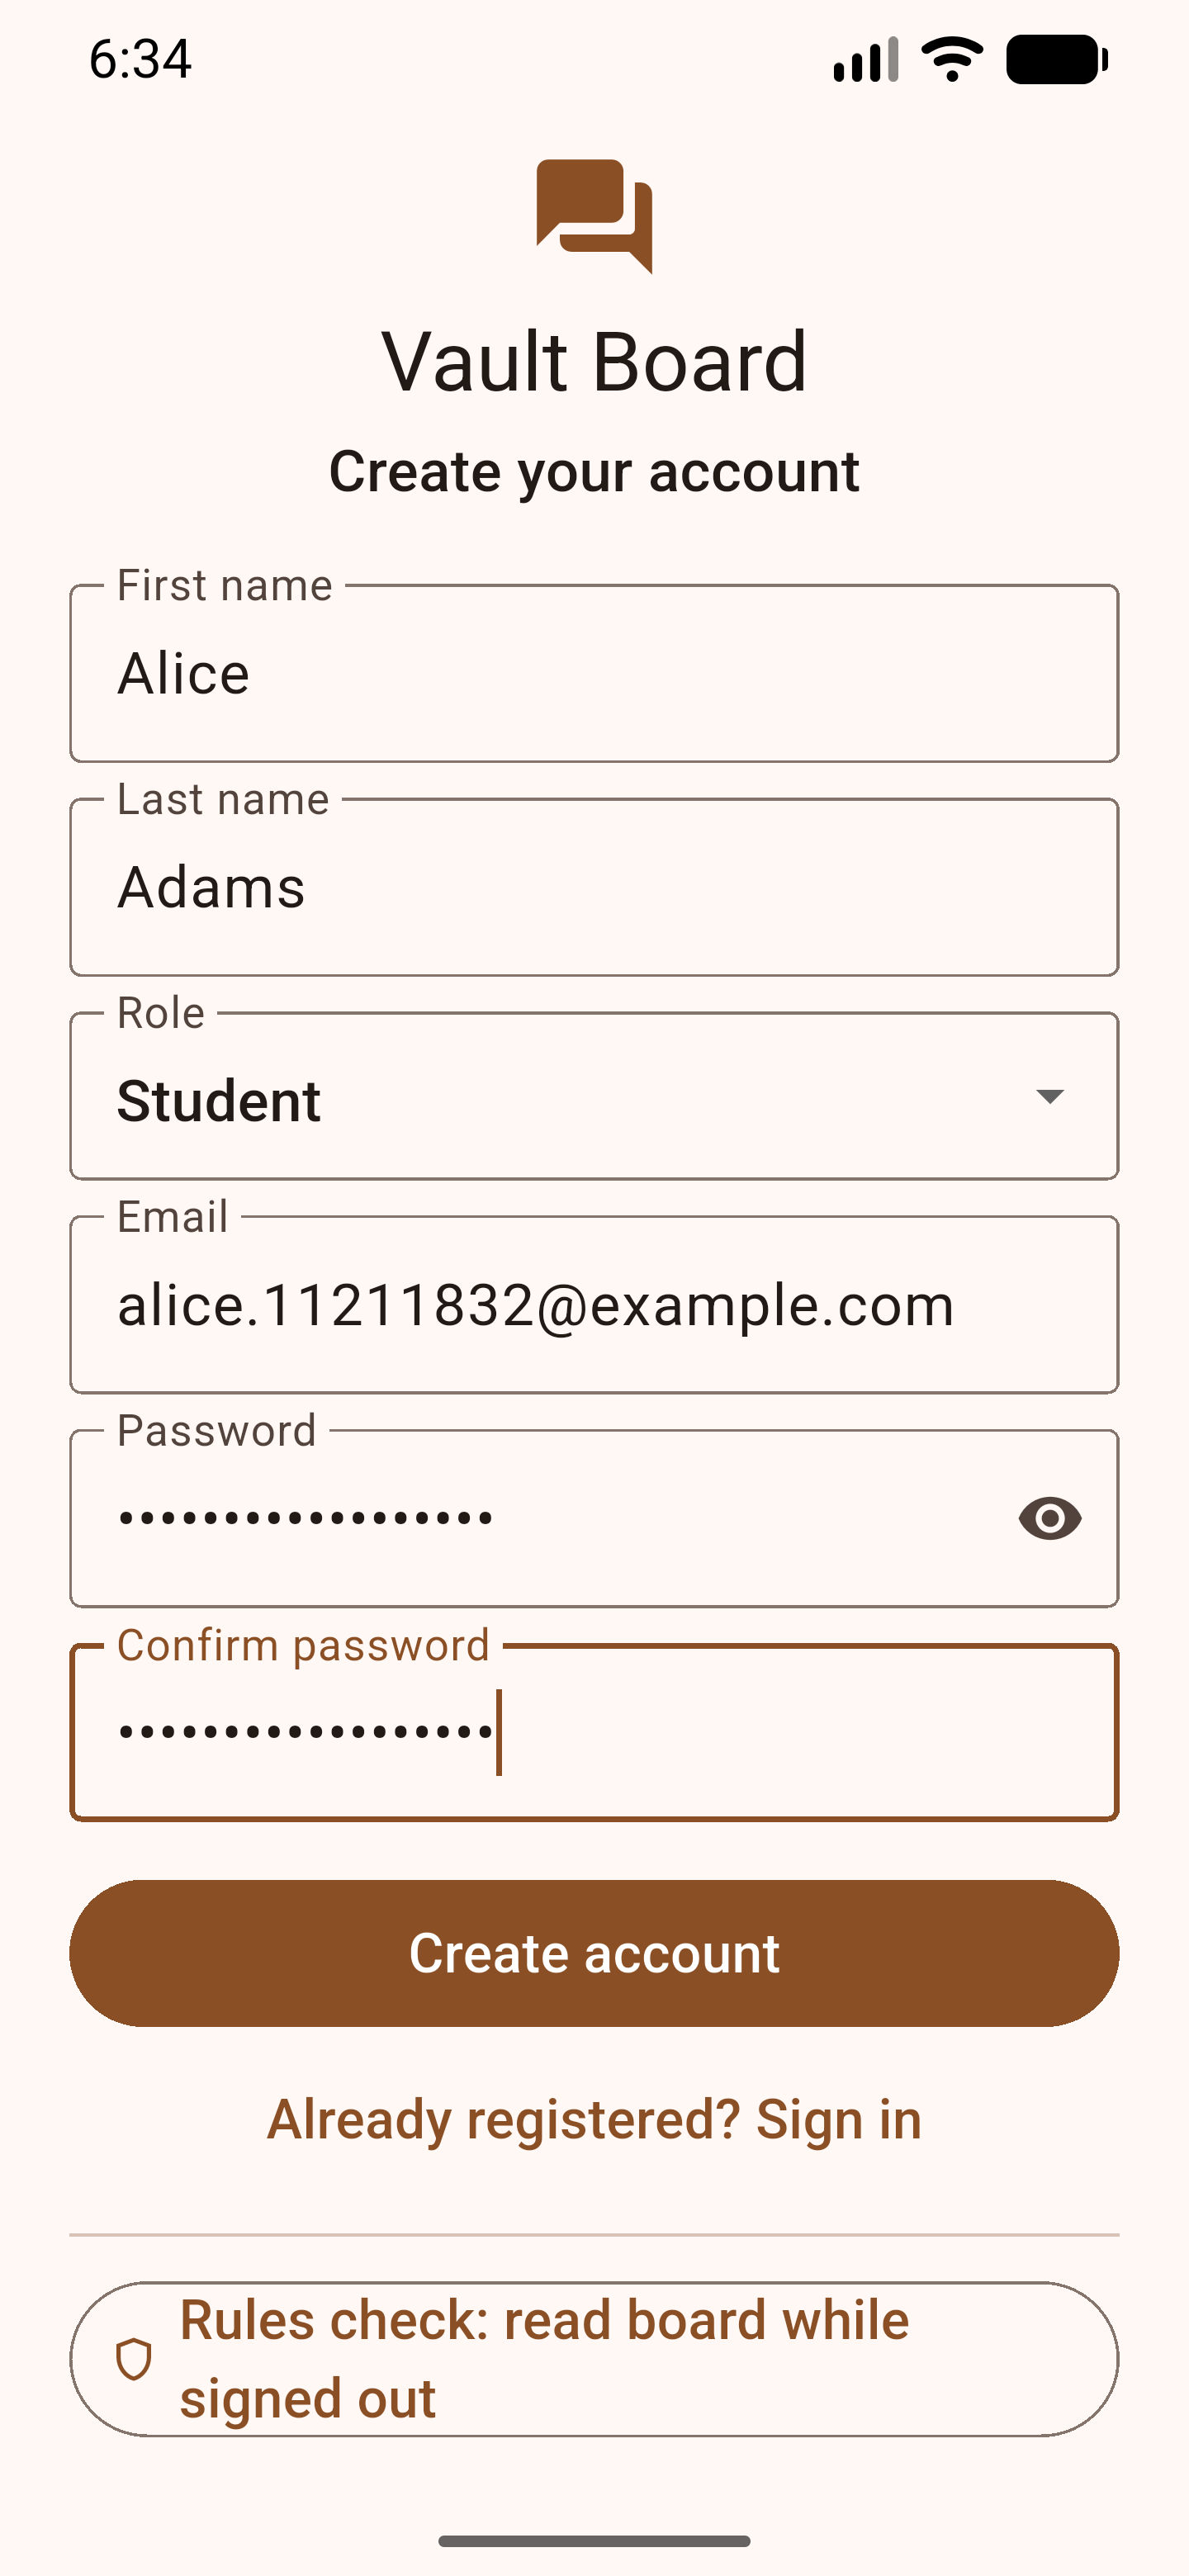 6:34
Vault Board
Create your account
First name
Alice
Last name
Adams
Role
Student
Email
alice.11211832@example.com
Password
••••••••••••••••••
Confirm password
••••••••••••••••••
Create account
Already registered? Sign in
Rules check: read board while
signed out